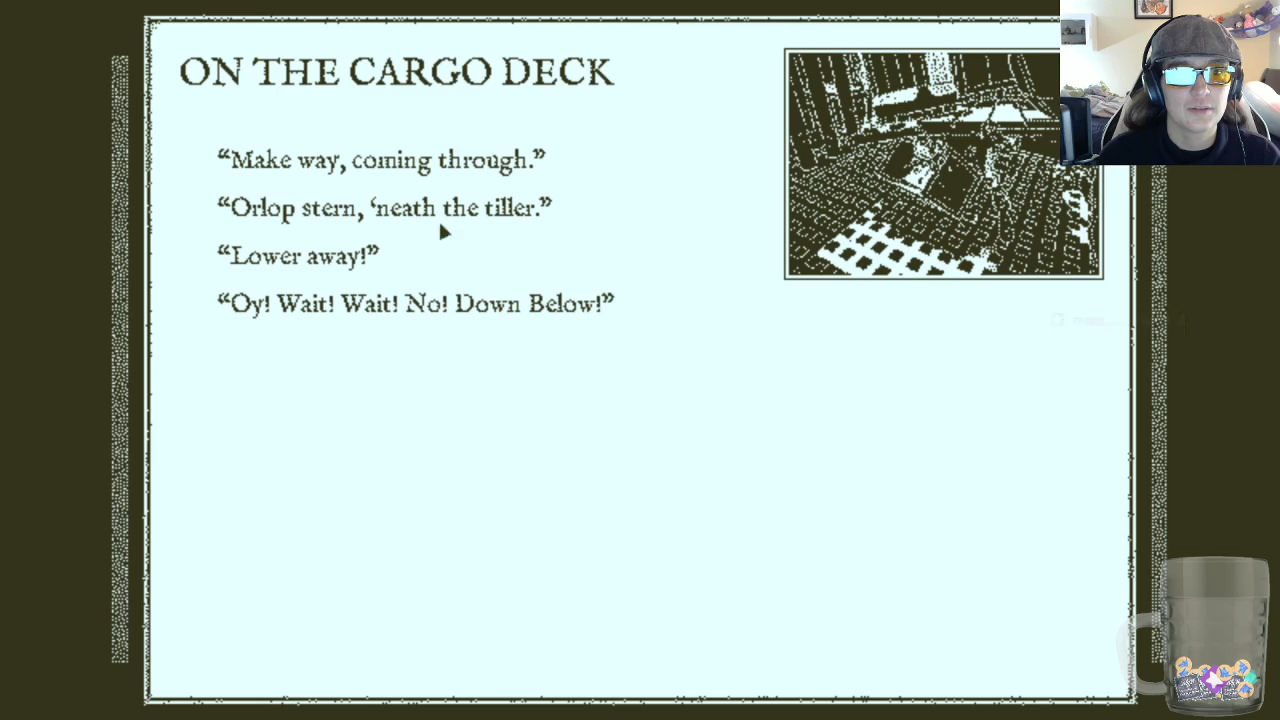 ON THE CARGO DECK
“Make way, coming through.”
“Orlop stern, ‘neath the tiller.”
“Lower away!”
“Oy! Wait! Wait! No! Down Below!”